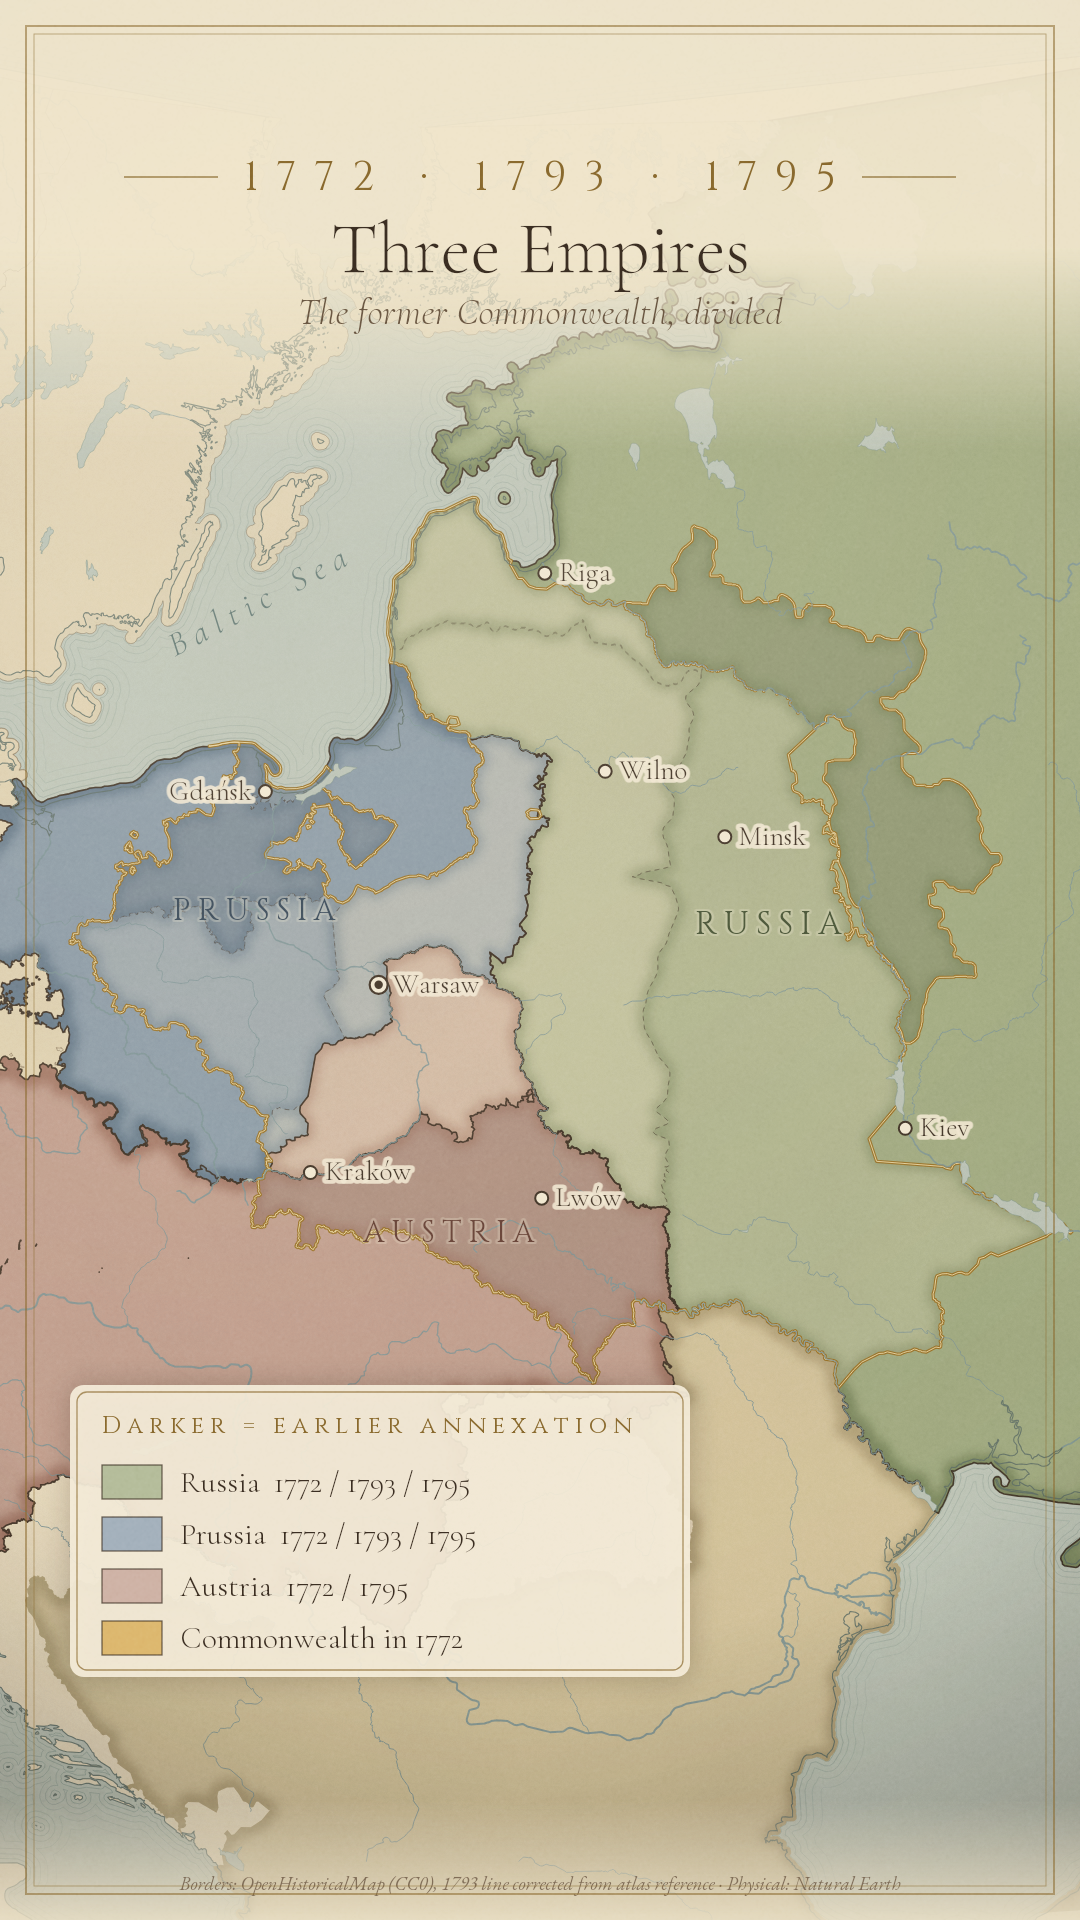 1772 · 1793 · 1795
Three Empires
The former Commonwealth, divided
Baltic Sea
Riga
Wilno
Gdańsk
Minsk
PRUSSIA
RUSSIA
Warsaw
Kiev
Kraków
Lwów
AUSTRIA
DARKER = EARLIER ANNEXATION
Russia 1772 / 1793 / 1795
Prussia 1772 / 1793 / 1795
Austria 1772 / 1795
Commonwealth in 1772
Borders: OpenHistoricalMap (CC0), 1793 line corrected from atlas reference · Physical: Natural Earth